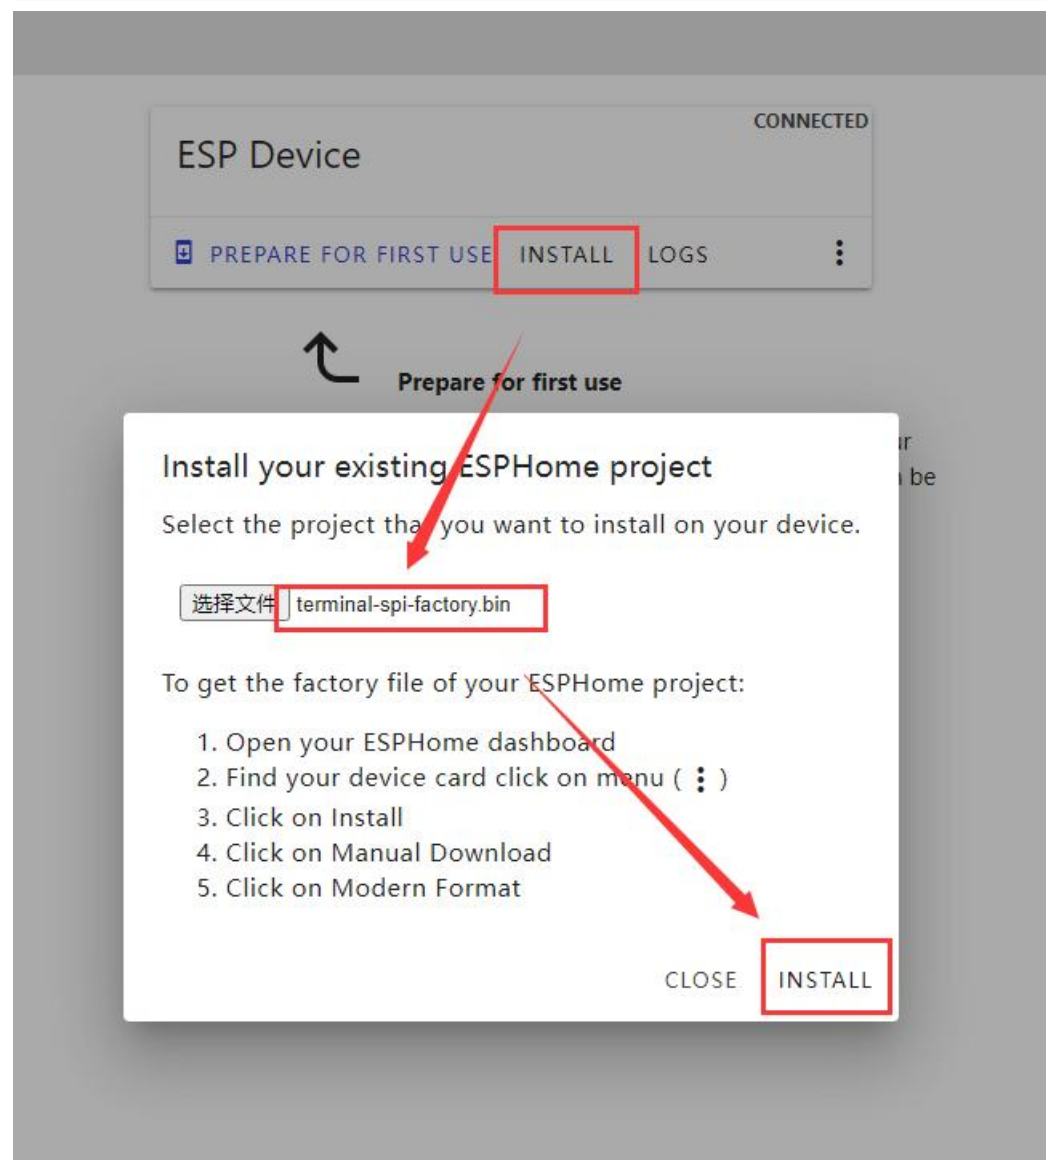 CONNECTED
ESP Device
PREPARE FOR FIRST USE INSTALL LOGS
Prepare for first use
ur
be
Install your existing ESPHome project
Select the project that you want to install on your device.
选择文件 terminal-spi-factory.bin
To get the factory file of your ESPHome project:
1. Open your ESPHome dashboard
2. Find your device card click on menu ( ⋮ )
3. Click on Install
4. Click on Manual Download
5. Click on Modern Format
CLOSE INSTALL